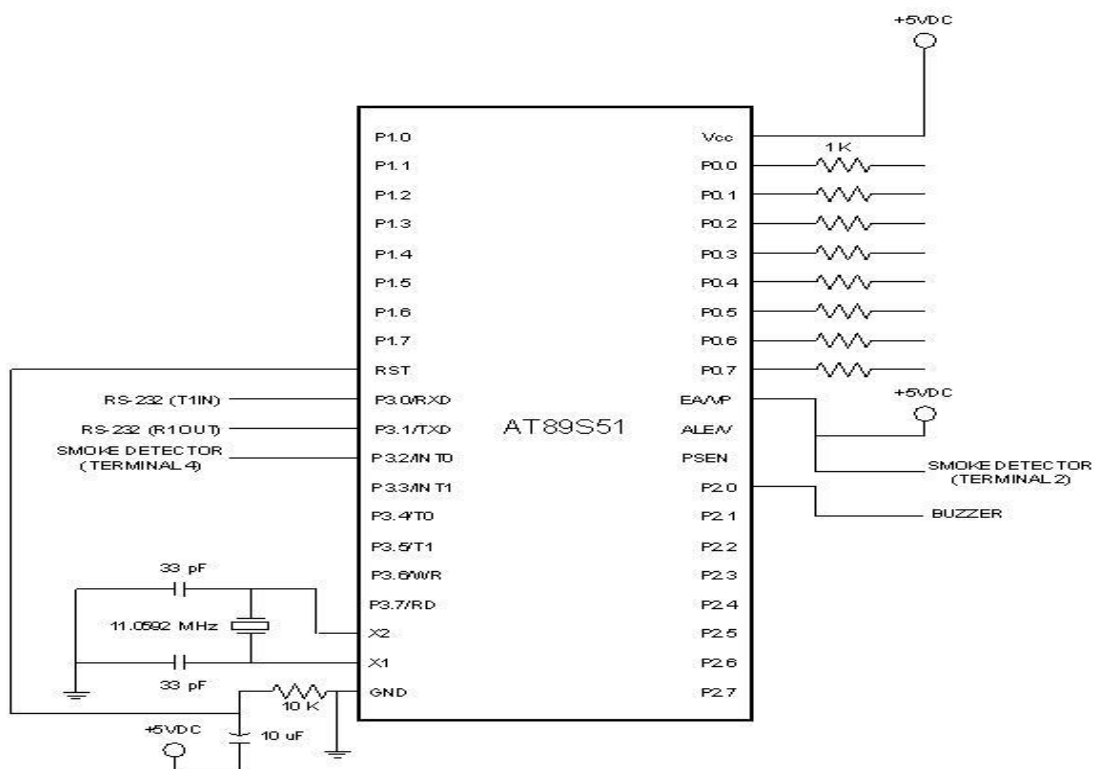 +5VDC
P1.0
Vcc
1K
P1.1
P0.0
P1.2
P0.1
P1.3
P0.2
P1.4
P0.3
P1.5
P0.4
P1.6
P0.5
P1.7
P0.6
RST
P0.7
+5VDC
RS-232 (T1IN)
P3.0/RXD
EA/VP
RS-232 (R1OUT)
P3.1/TXD
AT89S51
ALE/V
SMOKE DETECTOR
(TERMINAL 4)
P3.2/INT0
PSEN
SMOKE DETECTOR
(TERMINAL 2)
P3.3/INT1
P2.0
P3.4/T0
P2.1
BUZZER
P3.5/T1
P2.2
33 pF
P3.6/WR
P2.3
P3.7/RD
P2.4
11.0592 MHz
X2
P2.5
X1
P2.6
33 pF
GND
P2.7
10 K
+5VDC
10 uF